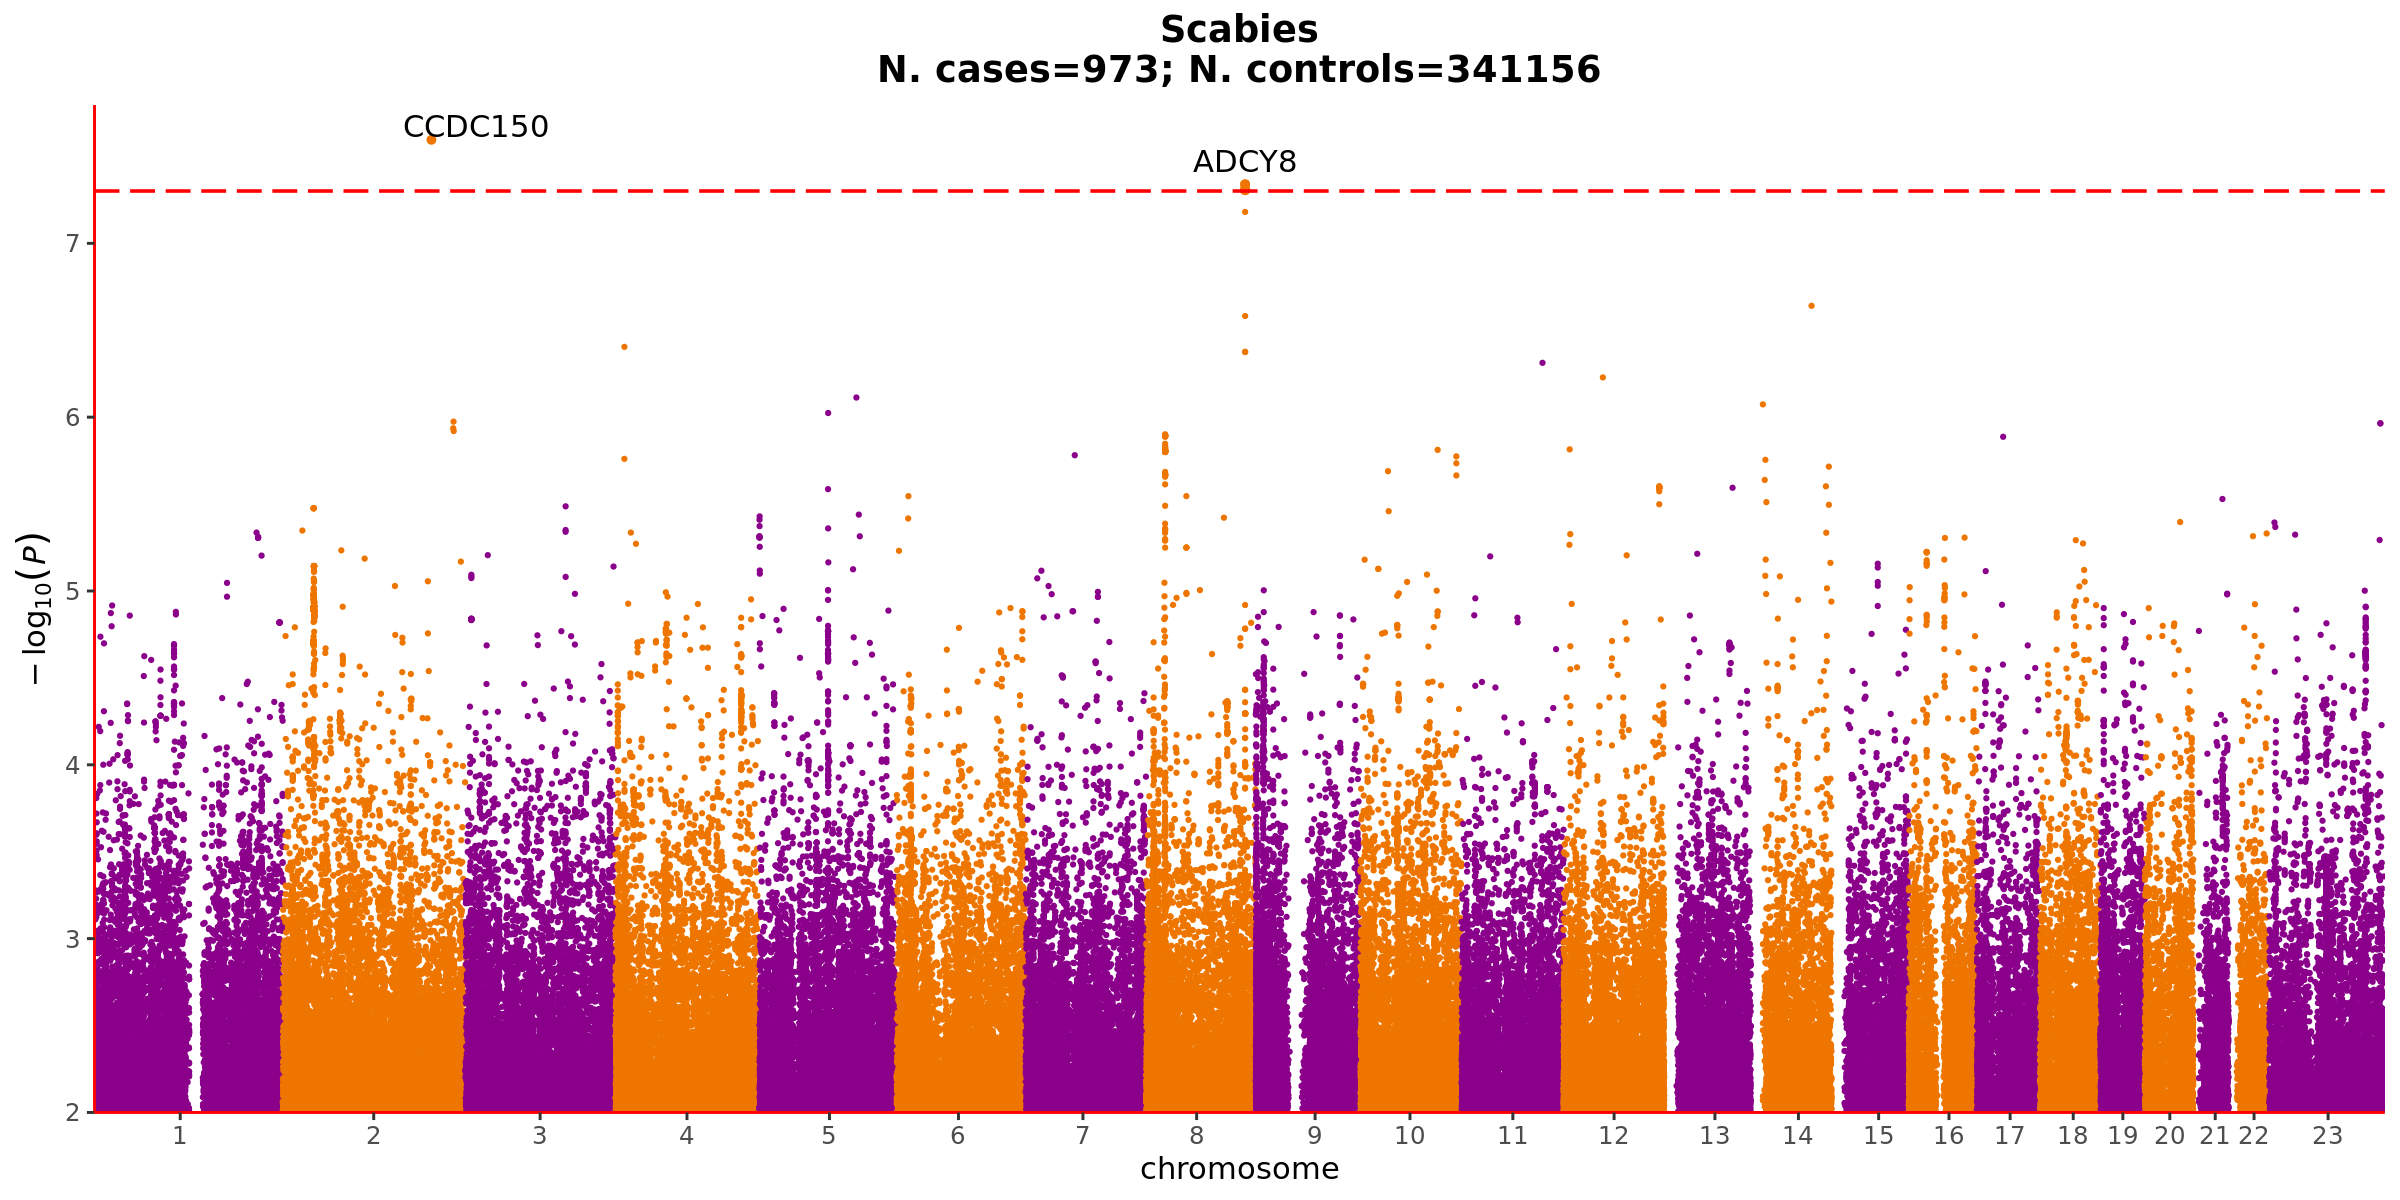 Scabies
N. cases=973; N. controls=341156
CCDC150
ADCY8
7
6
5
4
3
2
−log10(P)
1 2 3 4 5 6 7 8 9 10 11 12 13 14 15 16 17 18 19 20 21 22 23
chromosome